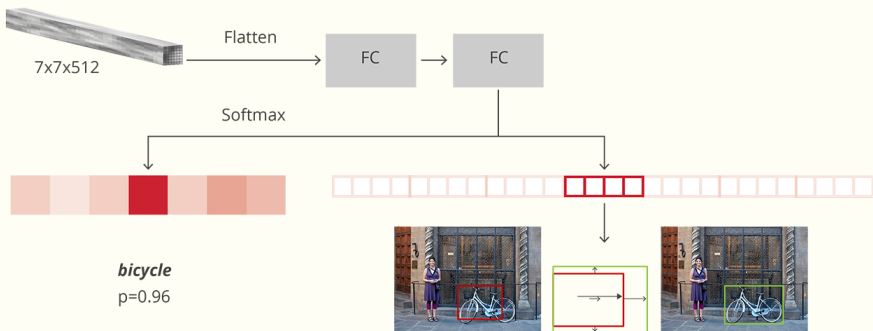 Flatten
FC
FC
7x7x512
Softmax
bicycle
p=0.96